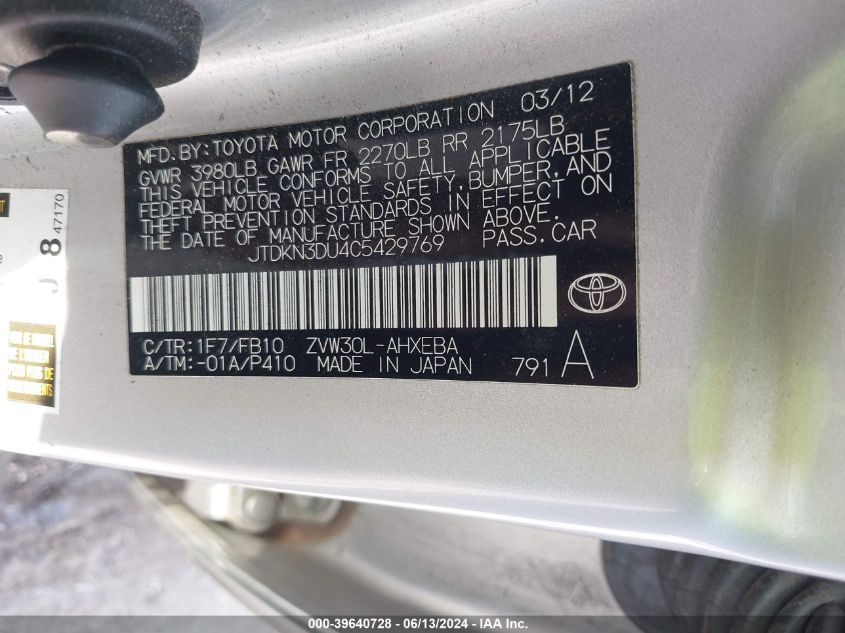 MFD. BY: TOYOTA MOTOR CORPORATION 03/12
GVWR 3980LB GAWR FR 2270LB RR 2175LB
THIS VEHICLE CONFORMS TO ALL APPLICABLE
FEDERAL MOTOR VEHICLE SAFETY, BUMPER, AND
THEFT PREVENTION STANDARDS IN EFFECT ON
THE DATE OF MANUFACTURE SHOWN ABOVE.
JTDKN3DU4C5429769 PASS. CAR
C/TR: 1F7/FB10 ZVW30L-AHXEBA
A/TM: -01A/P410 MADE IN JAPAN 791 A
J 8 47170
000-39640728 - 06/13/2024 - IAA Inc.